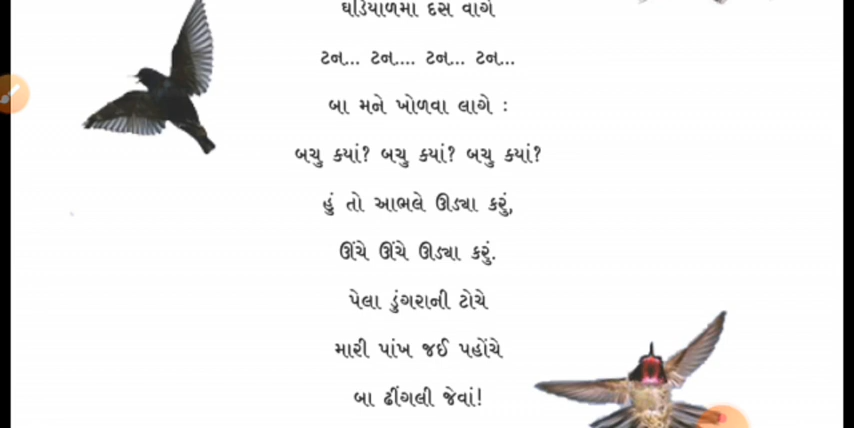 ઘડિયાળમાં દસ વાગે
ટન... ટન.... ટન... ટન...
બા મને ખોળવા લાગે :
બચુ ક્યાં? બચુ ક્યાં? બચુ ક્યાં?
હું તો આભલે ઊડ્યા કરું,
ઊંચે ઊંચે ઊડ્યા કરું.
પેલા ડુંગરાની ટોચે
મારી પાંખ જઈ પહોંચે
બા ઢીંગલી જેવાં!